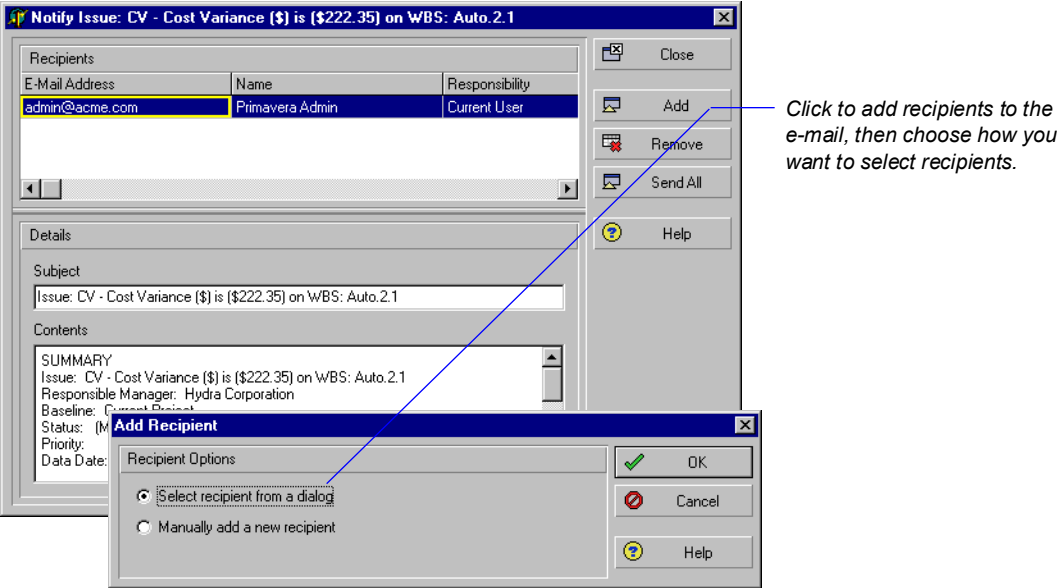 Notify Issue: CV - Cost Variance ($) is ($222.35) on WBS: Auto.2.1
Recipients
E-Mail Address Name Responsibility
admin@acme.com Primavera Admin Current User
Close
Add
Remove
Send All
Help
Click to add recipients to the
e-mail, then choose how you
want to select recipients.
Details
Subject
Issue: CV - Cost Variance ($) is ($222.35) on WBS: Auto.2.1
Contents
SUMMARY
Issue: CV - Cost Variance ($) is ($222.35) on WBS: Auto.2.1
Responsible Manager: Hydra Corporation
Baseline: Current Project
Status: (M
Priority:
Data Date:
Add Recipient
Recipient Options
Select recipient from a dialog
Manually add a new recipient
OK
Cancel
Help